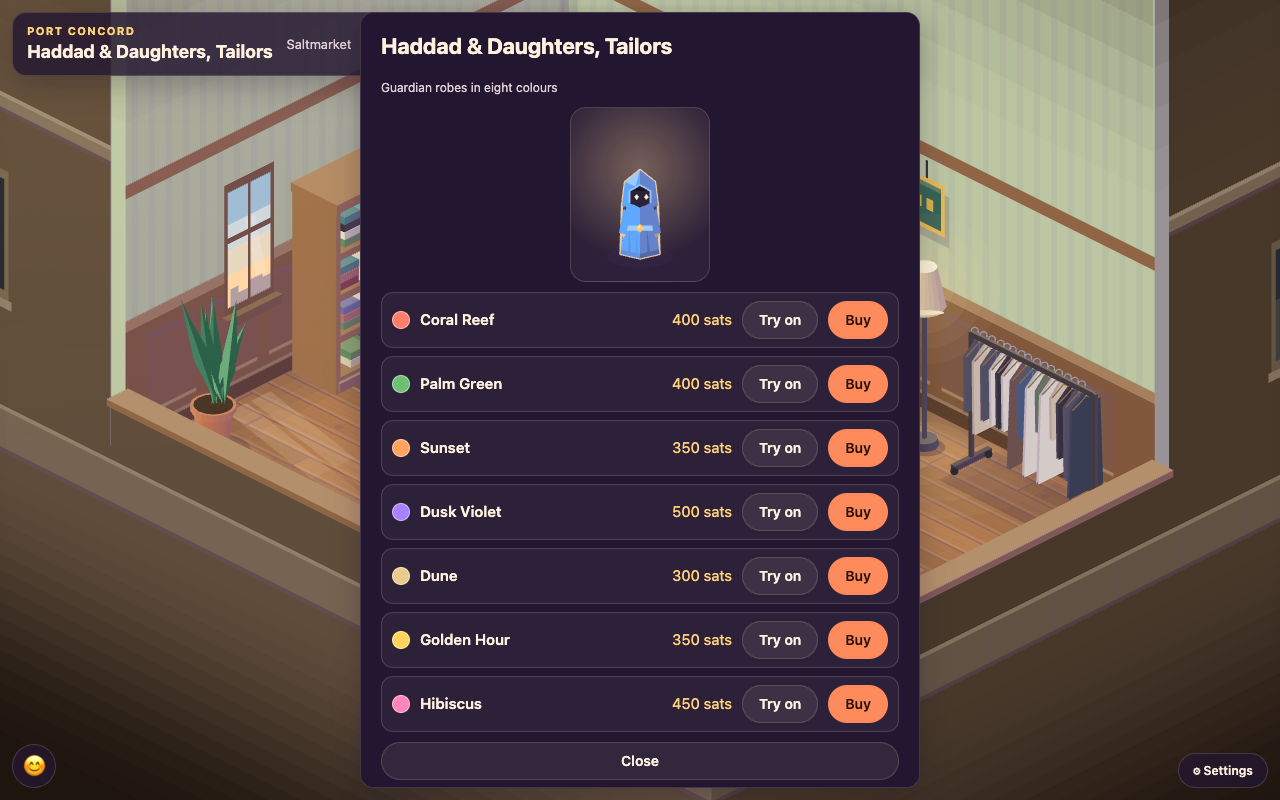 PORT CONCORD
Haddad & Daughters, Tailors
Saltmarket
Haddad & Daughters, Tailors
Guardian robes in eight colours
Coral Reef 400 sats Try on Buy
Palm Green 400 sats Try on Buy
Sunset 350 sats Try on Buy
Dusk Violet 500 sats Try on Buy
Dune 300 sats Try on Buy
Golden Hour 350 sats Try on Buy
Hibiscus 450 sats Try on Buy
Close
Settings